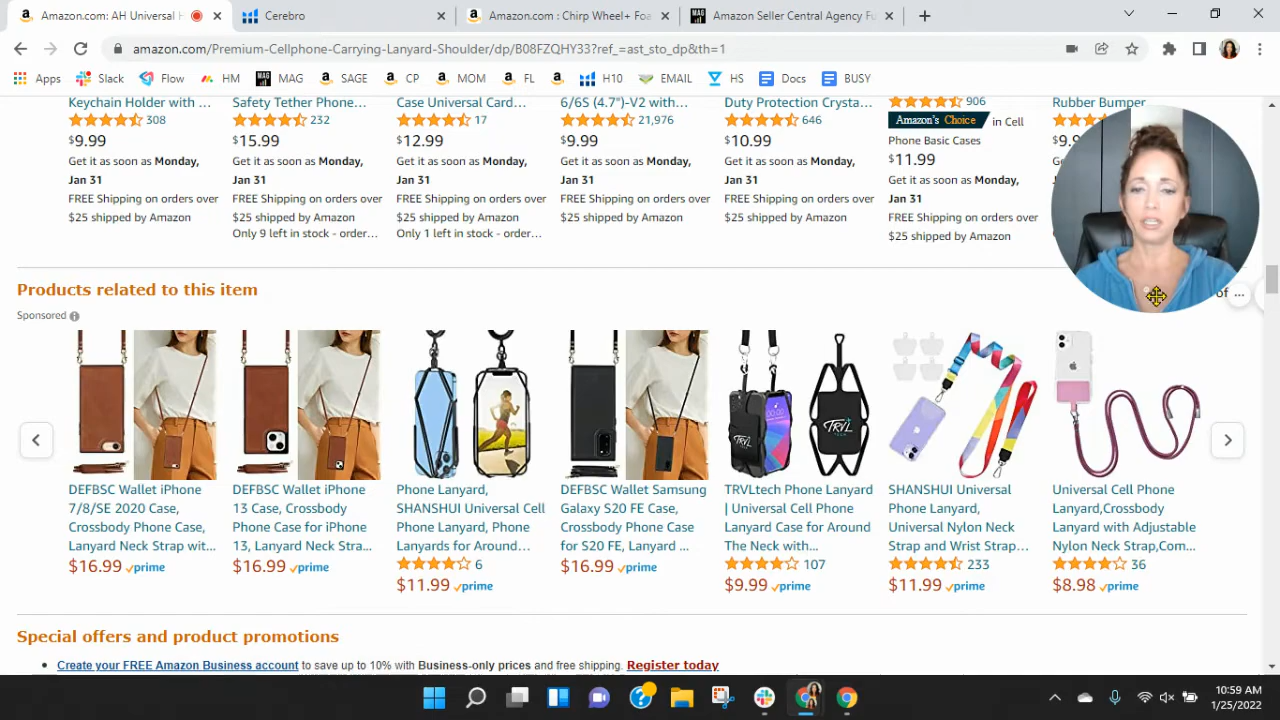 Amazon.com: AH Universal H
Cerebro
Amazon.com : Chirp Wheel+ Foa
Amazon Seller Central Agency Fu
amazon.com/Premium-Cellphone-Carrying-Lanyard-Shoulder/dp/B08FZQHY33?ref_=ast_sto_dp&th=1
Apps Slack Flow HM MAG SAGE CP MOM FL H10 EMAIL HS Docs BUSY
Keychain Holder with ...
308
$9.99
Get it as soon as Monday,
Jan 31
FREE Shipping on orders over
$25 shipped by Amazon
Safety Tether Phone...
232
$15.99
Get it as soon as Monday,
Jan 31
FREE Shipping on orders over
$25 shipped by Amazon
Only 9 left in stock - order...
Case Universal Card...
17
$12.99
Get it as soon as Monday,
Jan 31
FREE Shipping on orders over
$25 shipped by Amazon
Only 1 left in stock - order...
6/6S (4.7")-V2 with...
21,976
$9.99
Get it as soon as Monday,
Jan 31
FREE Shipping on orders over
$25 shipped by Amazon
Duty Protection Crysta...
646
$10.99
Get it as soon as Monday,
Jan 31
FREE Shipping on orders over
$25 shipped by Amazon
906
Amazon's Choice in Cell
Phone Basic Cases
$11.99
Get it as soon as Monday,
Jan 31
FREE Shipping on orders over
$25 shipped by Amazon
Rubber Bumper
Products related to this item
of ...
Sponsored
DEFBSC Wallet iPhone
7/8/SE 2020 Case,
Crossbody Phone Case,
Lanyard Neck Strap wit...
$16.99 prime
DEFBSC Wallet iPhone
13 Case, Crossbody
Phone Case for iPhone
13, Lanyard Neck Stra...
$16.99 prime
Phone Lanyard,
SHANSHUI Universal Cell
Phone Lanyard, Phone
Lanyards for Around...
6
$11.99 prime
DEFBSC Wallet Samsung
Galaxy S20 FE Case,
Crossbody Phone Case
for S20 FE, Lanyard ...
$16.99 prime
TRVL
TRVL
TRVLtech Phone Lanyard
| Universal Cell Phone
Lanyard Case for Around
The Neck with...
107
$9.99 prime
SHANSHUI Universal
Phone Lanyard,
Universal Nylon Neck
Strap and Wrist Strap...
233
$11.99 prime
Universal Cell Phone
Lanyard,Crossbody
Lanyard with Adjustable
Nylon Neck Strap,Com...
36
$8.98 prime
Special offers and product promotions
Create your FREE Amazon Business account to save up to 10% with Business-only prices and free shipping. Register today
10:59 AM
1/25/2022